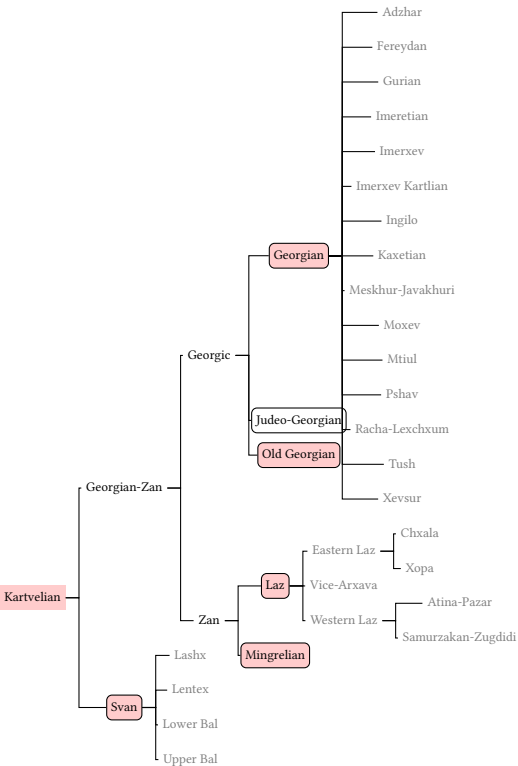 Adzhar
Fereydan
Gurian
Imeretian
Imerxev
Imerxev Kartlian
Ingilo
Georgian
Kaxetian
Meskhur-Javakhuri
Moxev
Georgic
Mtiul
Pshav
Judeo-Georgian
Racha-Lexchxum
Old Georgian
Tush
Georgian-Zan
Xevsur
Chxala
Eastern Laz
Xopa
Laz
Vice-Arxava
Kartvelian
Atina-Pazar
Zan
Western Laz
Samurzakan-Zugdidi
Lashx
Mingrelian
Lentex
Svan
Lower Bal
Upper Bal